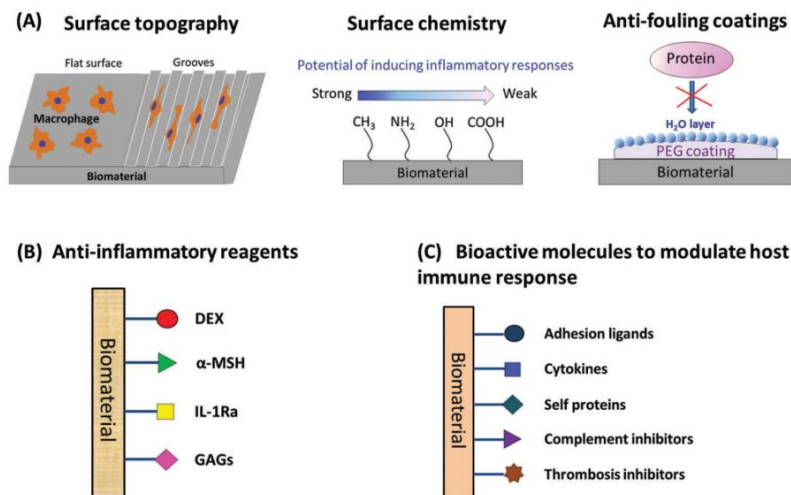 (A) Surface topography
Flat surface
Grooves
Macrophage
Biomaterial
Surface chemistry
Potential of inducing inflammatory responses
Strong
Weak
CH3
NH2
OH
COOH
Biomaterial
Anti-fouling coatings
Protein
H2O layer
PEG coating
Biomaterial
(B) Anti-inflammatory reagents
Biomaterial
DEX
α-MSH
IL-1Ra
GAGs
(C) Bioactive molecules to modulate host
immune response
Biomaterial
Adhesion ligands
Cytokines
Self proteins
Complement inhibitors
Thrombosis inhibitors